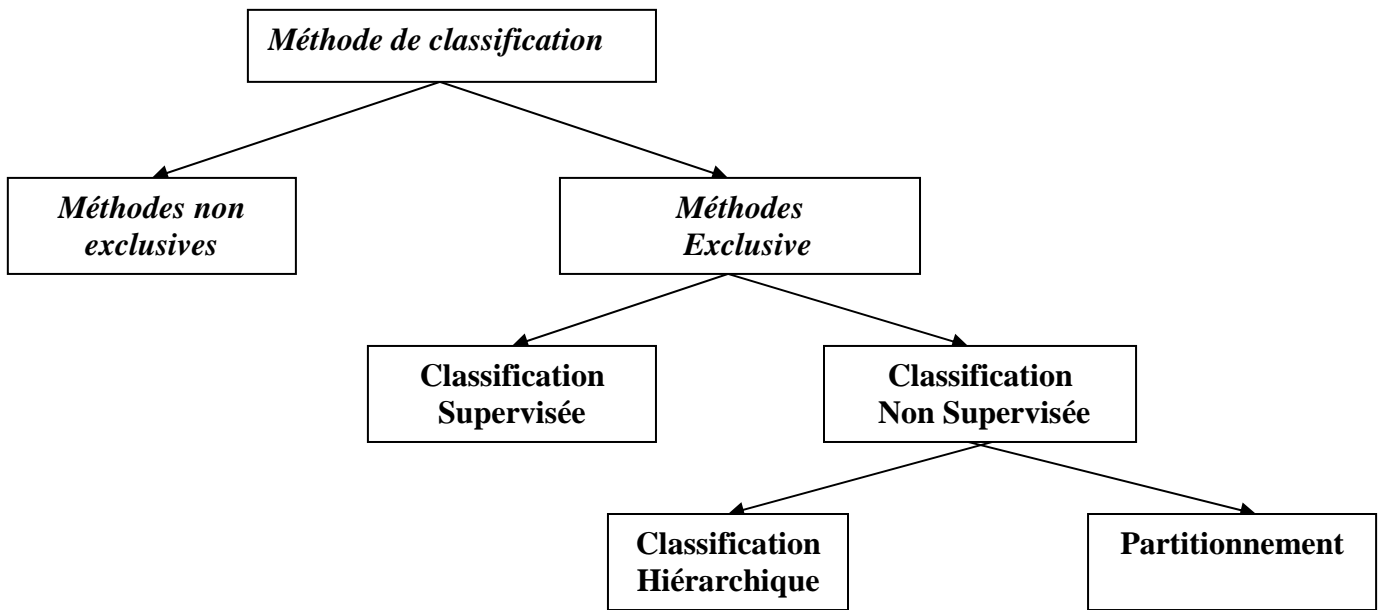 Méthode de classification
Méthodes non
exclusives
Méthodes
Exclusive
Classification
Supervisée
Classification
Non Supervisée
Classification
Hiérarchique
Partitionnement